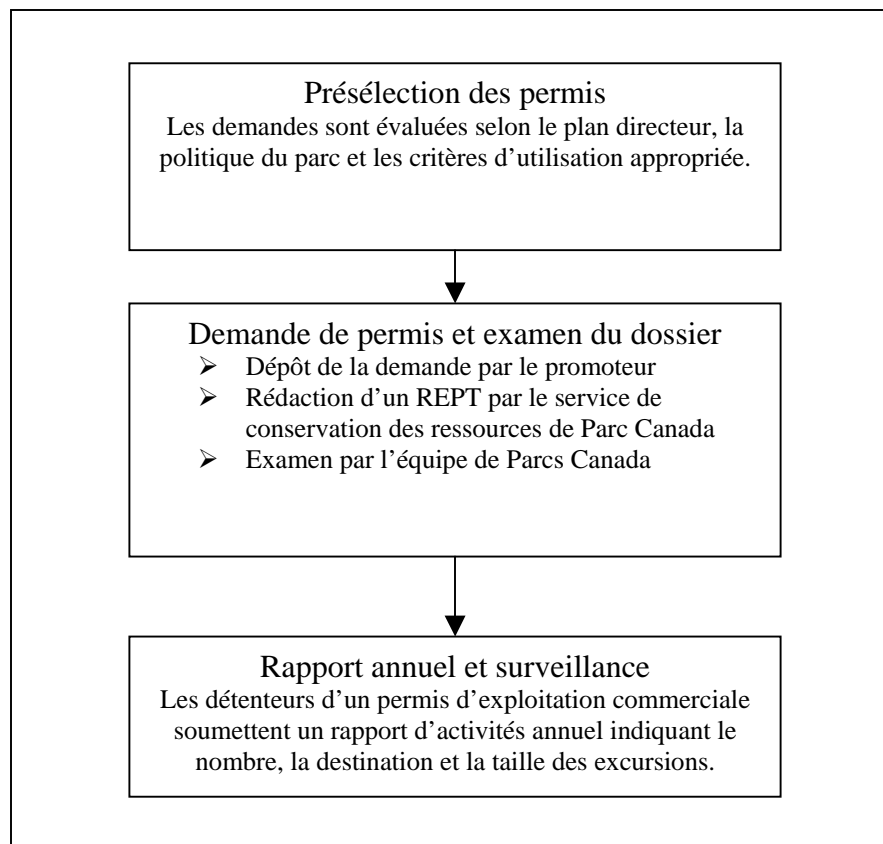 Présélection des permis
Les demandes sont évaluées selon le plan directeur, la
politique du parc et les critères d’utilisation appropriée.
Demande de permis et examen du dossier
➢ Dépôt de la demande par le promoteur
➢ Rédaction d’un REPT par le service de
conservation des ressources de Parc Canada
➢ Examen par l’équipe de Parcs Canada
Rapport annuel et surveillance
Les détenteurs d’un permis d’exploitation commerciale
soumettent un rapport d’activités annuel indiquant le
nombre, la destination et la taille des excursions.